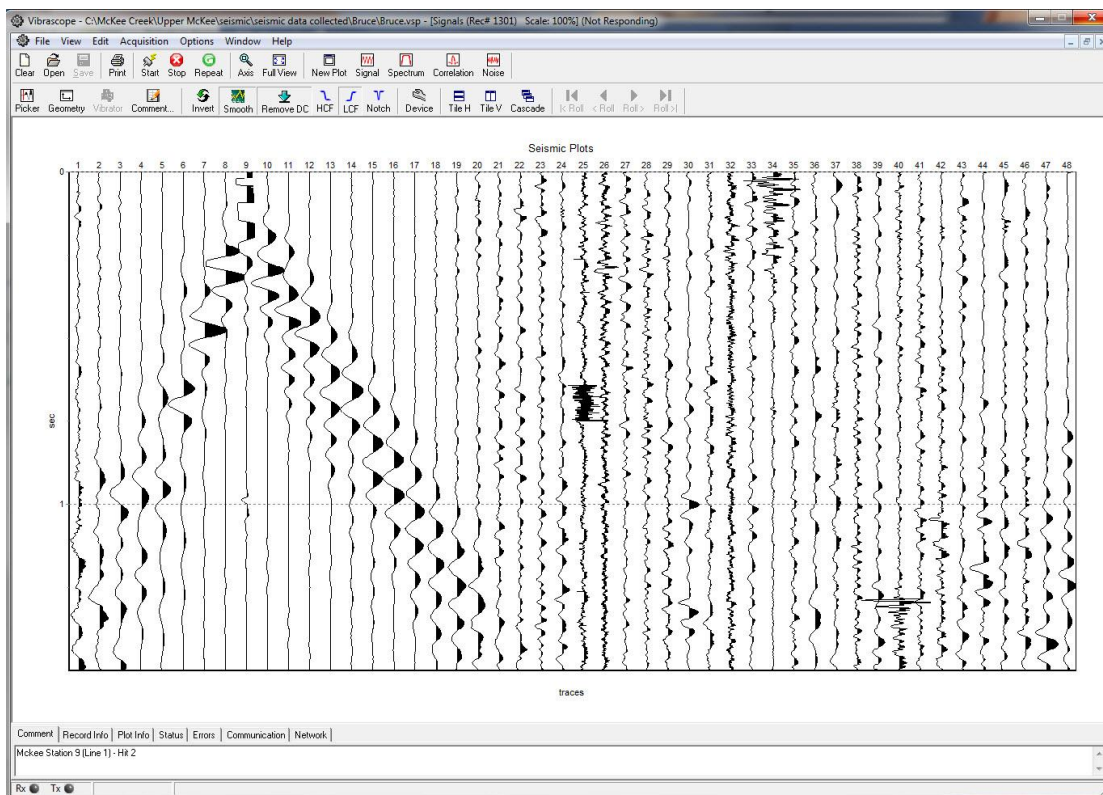 Vibrascope - C:\McKee Creek\Upper McKee\seismic\seismic data collected\Bruce\Bruce.vsp - [Signals (Rec# 1301) Scale: 100%] (Not Responding)
File View Edit Acquisition Options Window Help
Clear Open Save Print Start Stop Repeat Axis Full View New Plot Signal Spectrum Correlation Noise
Picker Geometry Vibrator Comment... Invert Smooth Remove DC HCF LCF Notch Device Tile H Tile V Cascade |< Roll < Roll Roll > Roll >|
Seismic Plots
1 2 3 4 5 6 7 8 9 10 11 12 13 14 15 16 17 18 19 20 21 22 23 24 25 26 27 28 29 30 31 32 33 34 35 36 37 38 39 40 41 42 43 44 45 46 47 48
0
sec
1
traces
Comment Record Info Plot Info Status Errors Communication Network
Mckee Station 9 (Line 1) - Hit 2
Rx Tx